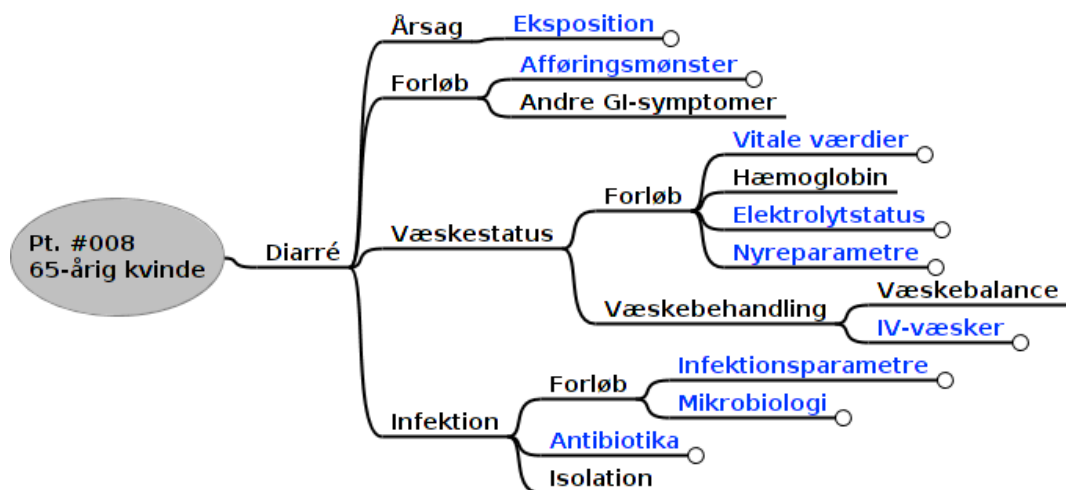 Årsag
Eksposition
Forløb
Afføringsmønster
Andre GI-symptomer
Pt. #008
65-årig kvinde
Diarré
Væskestatus
Forløb
Vitale værdier
Hæmoglobin
Elektrolytstatus
Nyreparametre
Væskebehandling
Væskebalance
IV-væsker
Infektion
Forløb
Infektionsparametre
Mikrobiologi
Antibiotika
Isolation